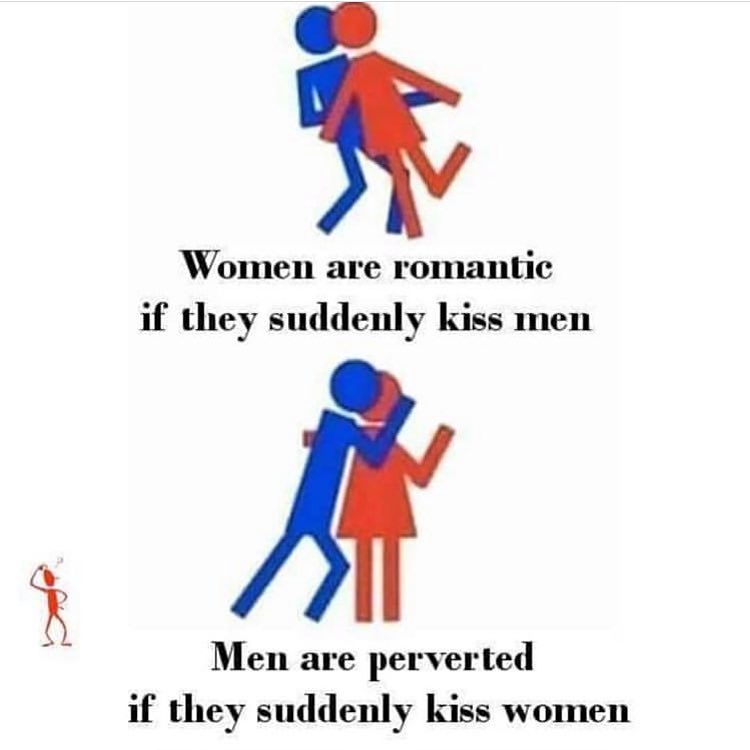 Women are romantic
if they suddenly kiss men
?
Men are perverted
if they suddenly kiss women